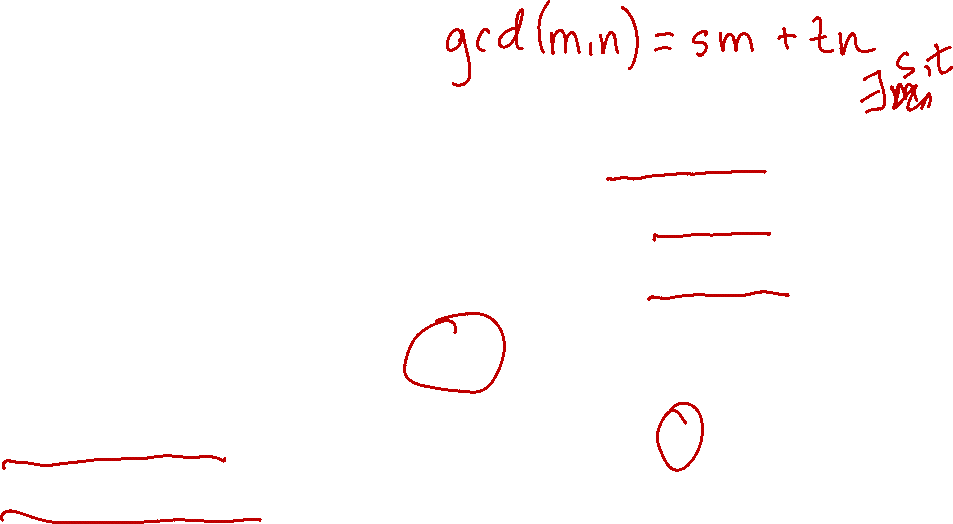 gcd(m,n) = sm + tn
∃ s,t